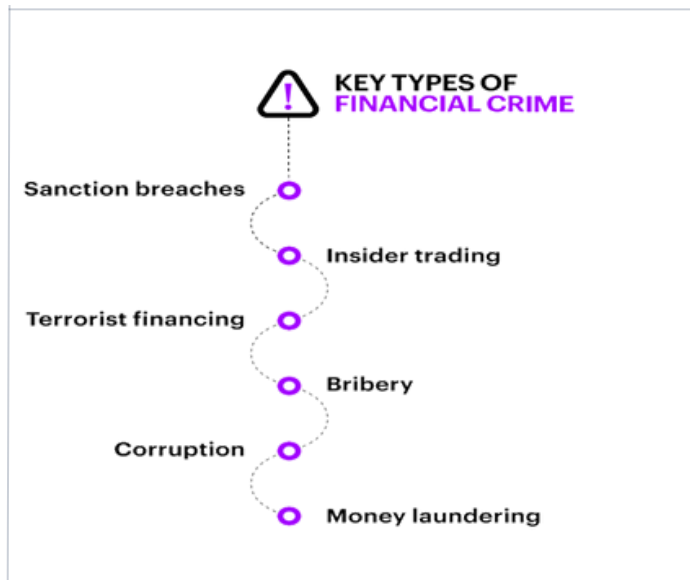 KEY TYPES OF
FINANCIAL CRIME
Sanction breaches
Insider trading
Terrorist financing
Bribery
Corruption
Money laundering